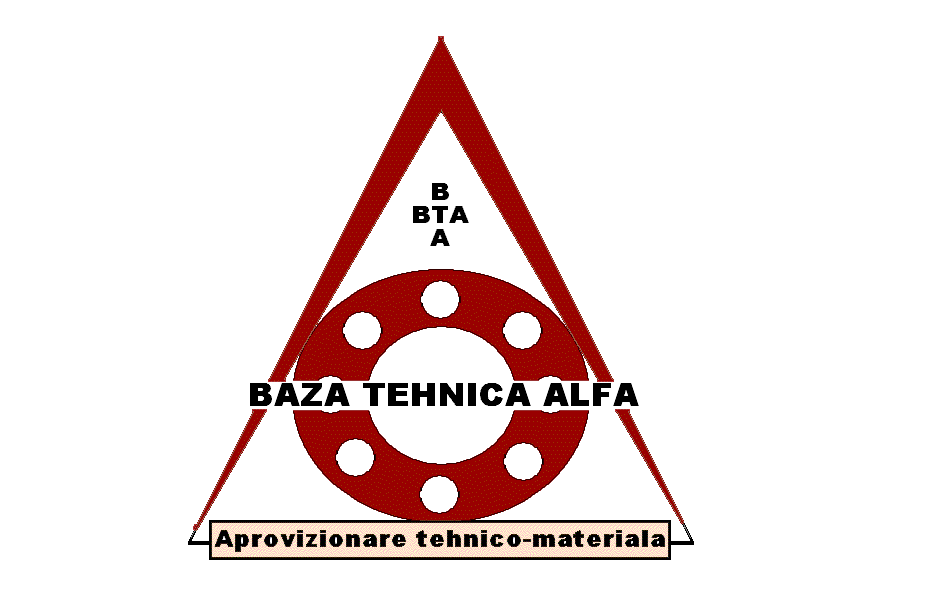 B
BTA
A
BAZA TEHNICA ALFA
Aprovizionare tehnico-materiala